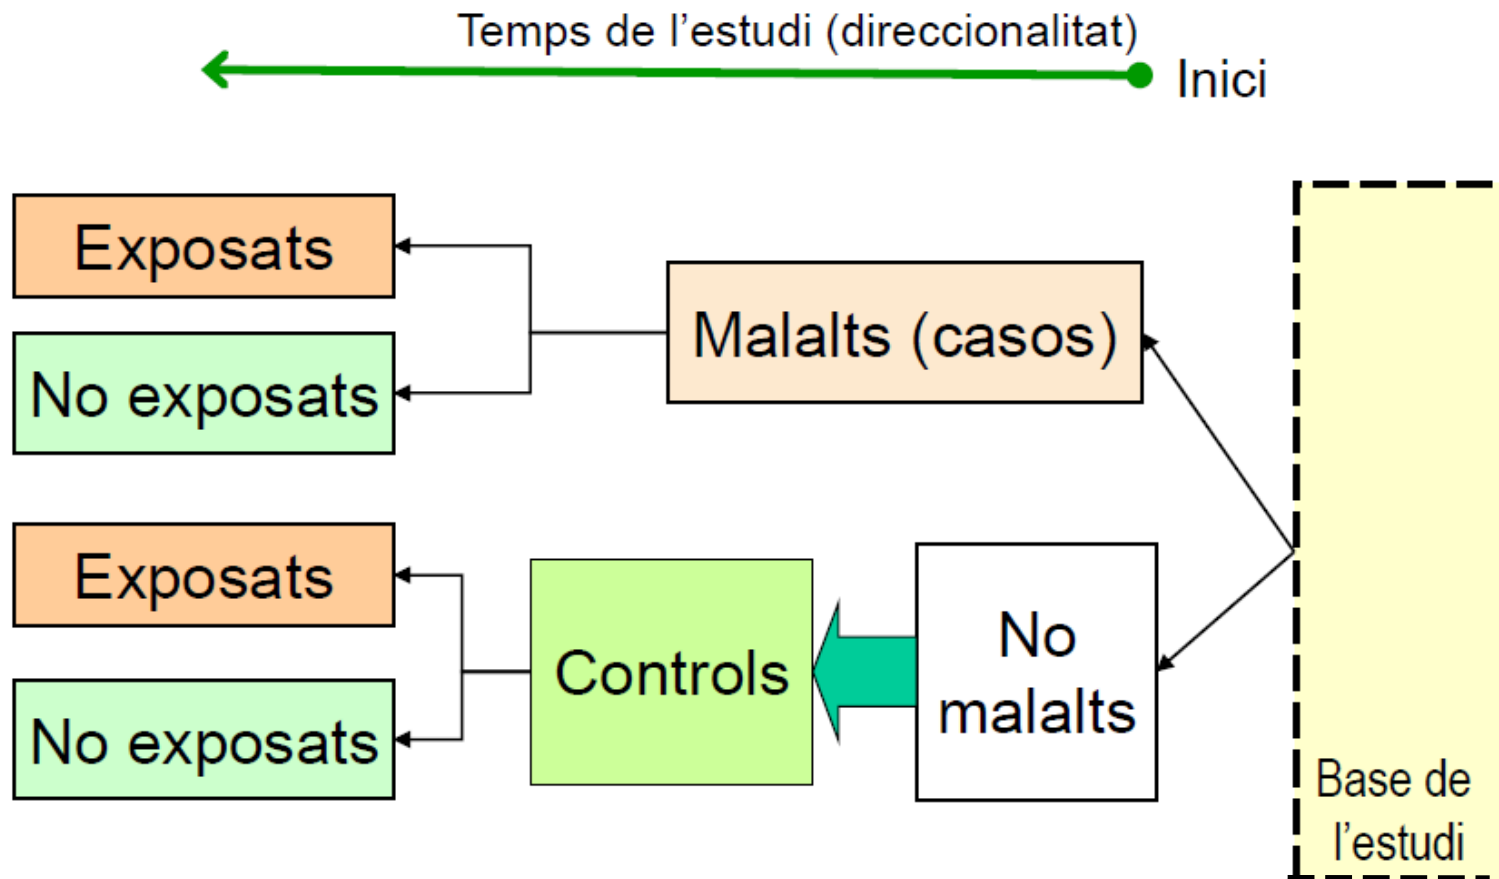 Temps de l’estudi (direccionalitat)
Inici
Exposats
No exposats
Malalts (casos)
Exposats
No exposats
Controls
No
malalts
Base de
l’estudi